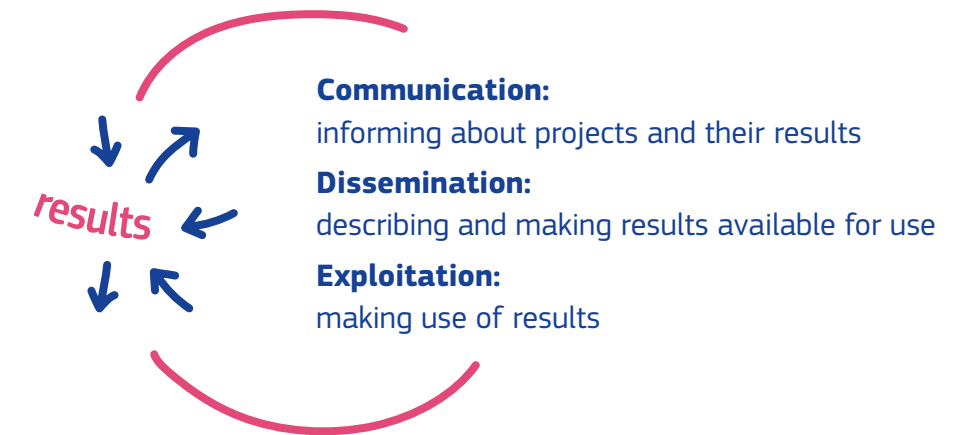 Communication:
informing about projects and their results
Dissemination:
results
describing and making results available for use
Exploitation:
making use of results